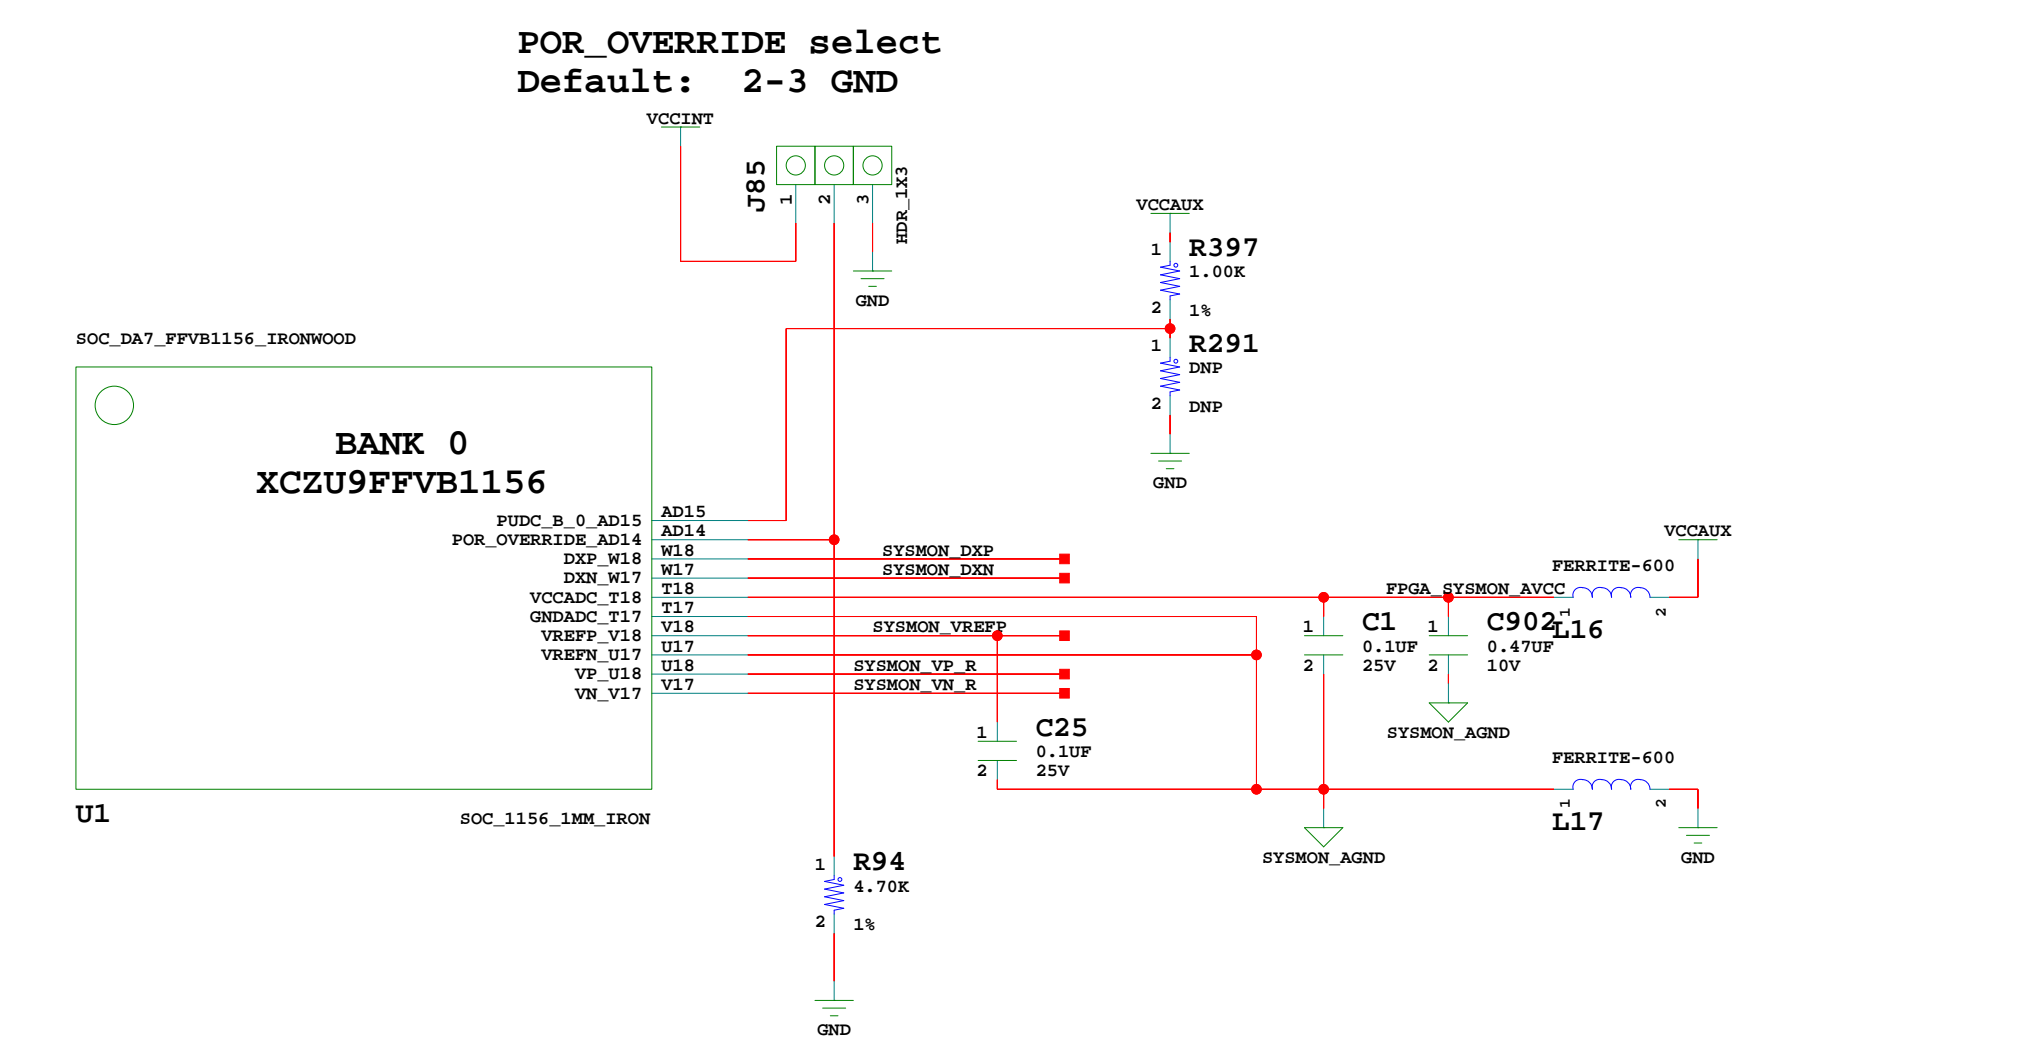 POR_OVERRIDE select
Default:  2-3 GND
VCCINT
J85
1
2
3
HDR_1X3
GND
VCCAUX
1
R397
1.00K
2
1%
1
R291
DNP
2
DNP
GND
SOC_DA7_FFVB1156_IRONWOOD
BANK 0
XCZU9FFVB1156
PUDC_B_0_AD15
AD15
POR_OVERRIDE_AD14
AD14
DXP_W18
W18
SYSMON_DXP
DXN_W17
W17
SYSMON_DXN
VCCADC_T18
T18
GNDADC_T17
T17
VREFP_V18
V18
SYSMON_VREFP
VREFN_U17
U17
VP_U18
U18
SYSMON_VP_R
VN_V17
V17
SYSMON_VN_R
U1
SOC_1156_1MM_IRON
1
C25
0.1UF
2
25V
VCCAUX
FERRITE-600
FPGA_SYSMON_AVCC
1
2
L16
1
C1
0.1UF
2
25V
1
C902
0.47UF
2
10V
SYSMON_AGND
FERRITE-600
1
2
L17
GND
SYSMON_AGND
1
R94
4.70K
2
1%
GND